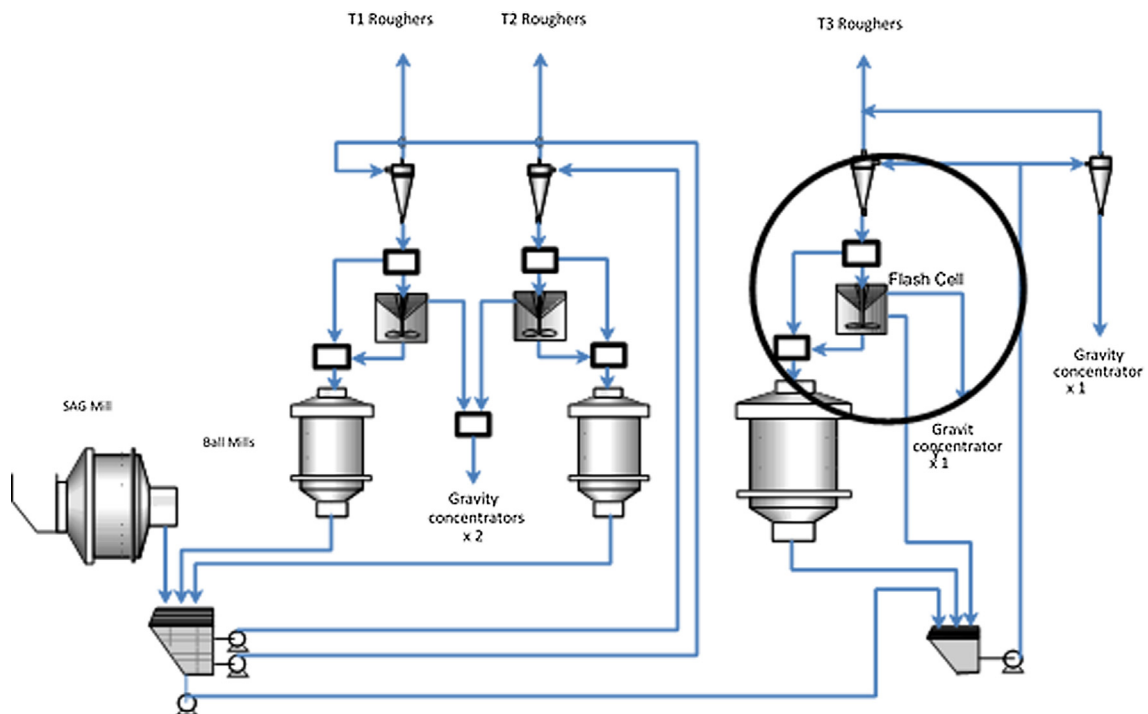 T1 Roughers
T2 Roughers
T3 Roughers
Flash Cell
Gravity
concentrator
x 1
SAG Mill
Ball Mills
Gravit
concentrator
y
x 1
Gravity
concentrators
x 2